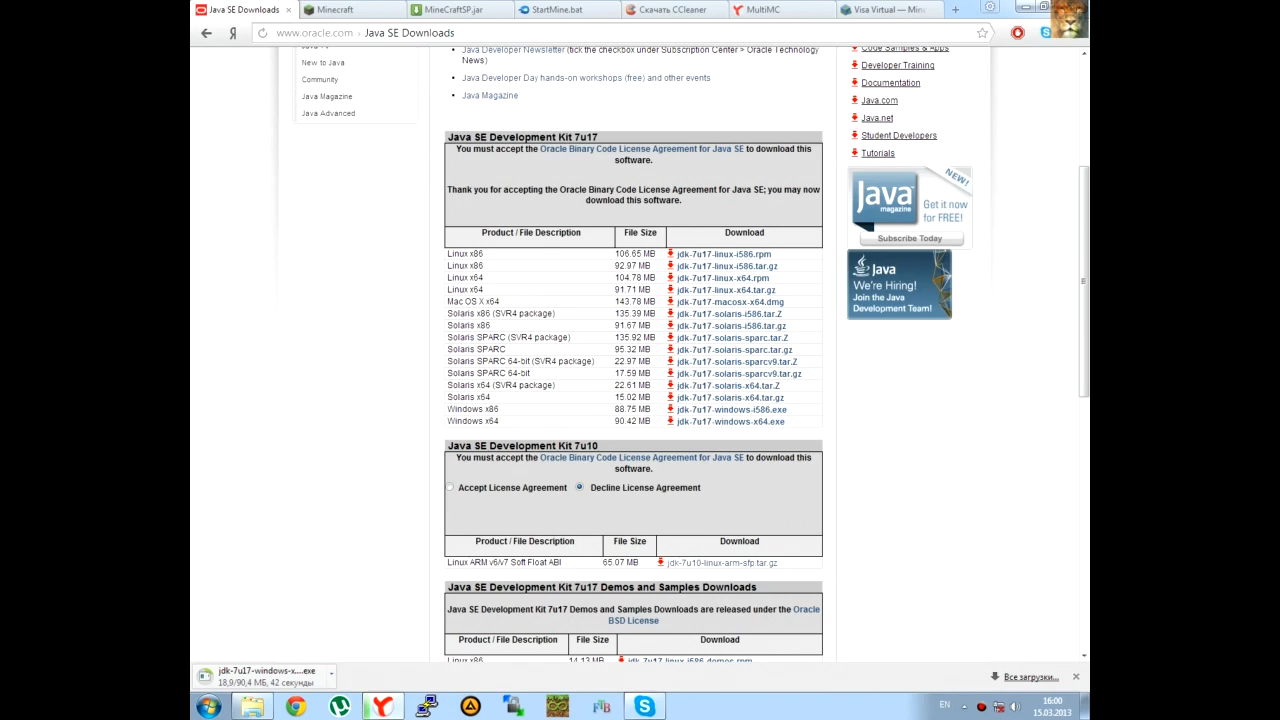 Java SE Downloads
Minecraft
MineCraftSP.jar
StartMine.bat
Скачать CCleaner
MultiMC
Visa Virtual — Мин
www.oracle.com › Java SE Downloads
New to Java
Community
Java Magazine
Java Advanced
Java Developer Newsletter (tick the checkbox under Subscription Center > Oracle Technology
News)
Java Developer Day hands-on workshops (free) and other events
Java Magazine
Java SE Development Kit 7u17
You must accept the Oracle Binary Code License Agreement for Java SE to download this
software.
Thank you for accepting the Oracle Binary Code License Agreement for Java SE; you may now
download this software.
Product / File Description File Size Download
Linux x86 106.65 MB jdk-7u17-linux-i586.rpm
Linux x86 92.97 MB jdk-7u17-linux-i586.tar.gz
Linux x64 104.78 MB jdk-7u17-linux-x64.rpm
Linux x64 91.71 MB jdk-7u17-linux-x64.tar.gz
Mac OS X x64 143.78 MB jdk-7u17-macosx-x64.dmg
Solaris x86 (SVR4 package) 135.39 MB jdk-7u17-solaris-i586.tar.Z
Solaris x86 91.67 MB jdk-7u17-solaris-i586.tar.gz
Solaris SPARC (SVR4 package) 135.92 MB jdk-7u17-solaris-sparc.tar.Z
Solaris SPARC 95.32 MB jdk-7u17-solaris-sparc.tar.gz
Solaris SPARC 64-bit (SVR4 package) 22.97 MB jdk-7u17-solaris-sparcv9.tar.Z
Solaris SPARC 64-bit 17.59 MB jdk-7u17-solaris-sparcv9.tar.gz
Solaris x64 (SVR4 package) 22.61 MB jdk-7u17-solaris-x64.tar.Z
Solaris x64 15.02 MB jdk-7u17-solaris-x64.tar.gz
Windows x86 88.75 MB jdk-7u17-windows-i586.exe
Windows x64 90.42 MB jdk-7u17-windows-x64.exe
Java SE Development Kit 7u10
You must accept the Oracle Binary Code License Agreement for Java SE to download this
software.
Accept License Agreement Decline License Agreement
Product / File Description File Size Download
Linux ARM v6/v7 Soft Float ABI 65.07 MB jdk-7u10-linux-arm-sfp.tar.gz
Java SE Development Kit 7u17 Demos and Samples Downloads
Java SE Development Kit 7u17 Demos and Samples Downloads are released under the Oracle
BSD License
Product / File Description File Size Download
Linux x86 14.13 MB jdk-7u17-linux-i586-demos.rpm
Code Samples & Apps
Developer Training
Documentation
Java.com
Java.net
Student Developers
Tutorials
NEW!
Java
magazine
Get it now
for FREE!
Subscribe Today
Java
We're Hiring!
Join the Java
Development Team!
jdk-7u17-windows-x....exe
18,9/90,4 МБ, 42 секунды
Все загрузки...
EN
16:00
15.03.2013